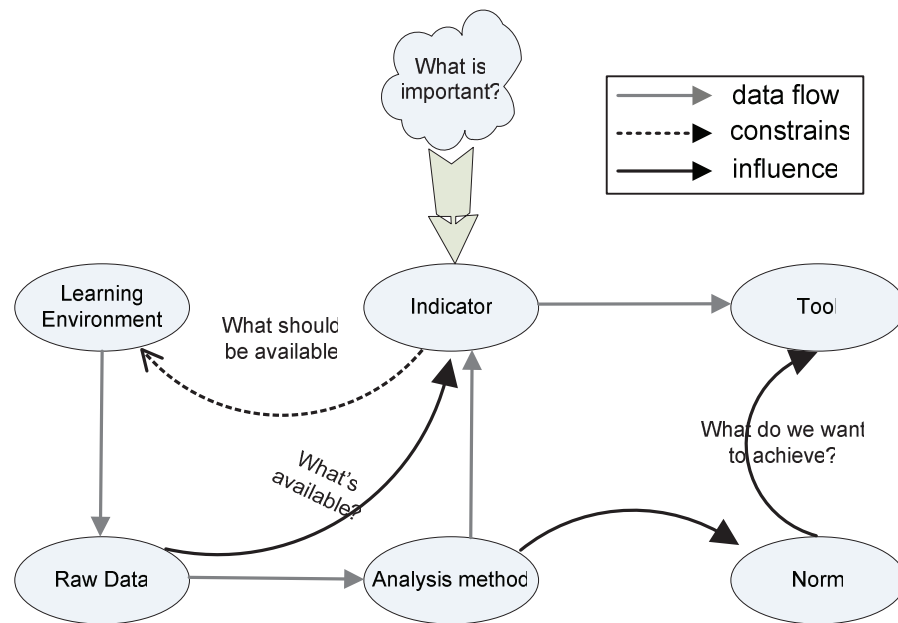 What is
important?
data flow
constrains
influence
Learning
Environment
Indicator
Tool
What should
be available
What do we want
to achieve?
What's
available?
Raw Data
Analysis method
Norm